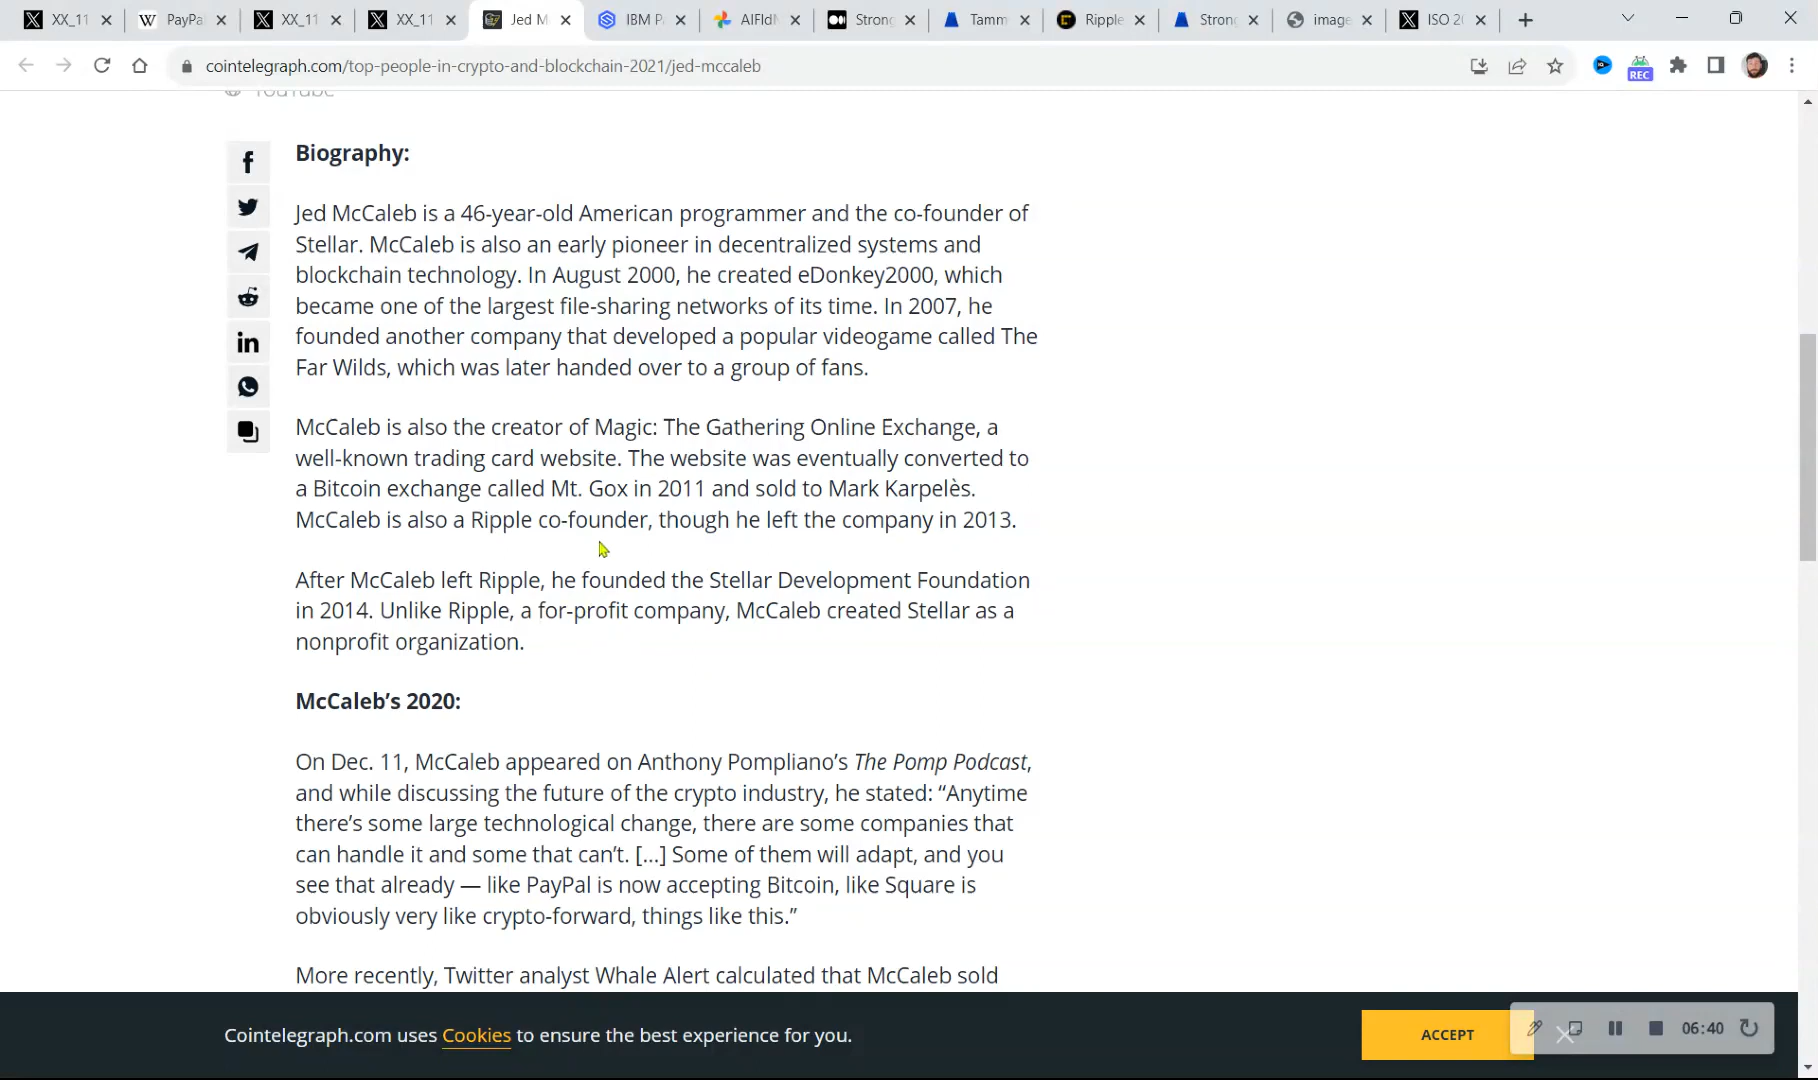 XX_11
PayPa
XX_11
XX_11
Jed M
IBM P
AIFId
Strong
Tamm
Ripple
Stron
image
ISO 20
cointelegraph.com/top-people-in-crypto-and-blockchain-2021/jed-mccaleb
REC
YouTube
Biography:
Jed McCaleb is a 46-year-old American programmer and the co-founder of
Stellar. McCaleb is also an early pioneer in decentralized systems and
blockchain technology. In August 2000, he created eDonkey2000, which
became one of the largest file-sharing networks of its time. In 2007, he
founded another company that developed a popular videogame called The
Far Wilds, which was later handed over to a group of fans.
McCaleb is also the creator of Magic: The Gathering Online Exchange, a
well-known trading card website. The website was eventually converted to
a Bitcoin exchange called Mt. Gox in 2011 and sold to Mark Karpelès.
McCaleb is also a Ripple co-founder, though he left the company in 2013.
After McCaleb left Ripple, he founded the Stellar Development Foundation
in 2014. Unlike Ripple, a for-profit company, McCaleb created Stellar as a
nonprofit organization.
McCaleb’s 2020:
On Dec. 11, McCaleb appeared on Anthony Pompliano’s The Pomp Podcast,
and while discussing the future of the crypto industry, he stated: “Anytime
there’s some large technological change, there are some companies that
can handle it and some that can’t. [...] Some of them will adapt, and you
see that already — like PayPal is now accepting Bitcoin, like Square is
obviously very like crypto-forward, things like this.”
More recently, Twitter analyst Whale Alert calculated that McCaleb sold
Cointelegraph.com uses Cookies to ensure the best experience for you.
ACCEPT
06:40